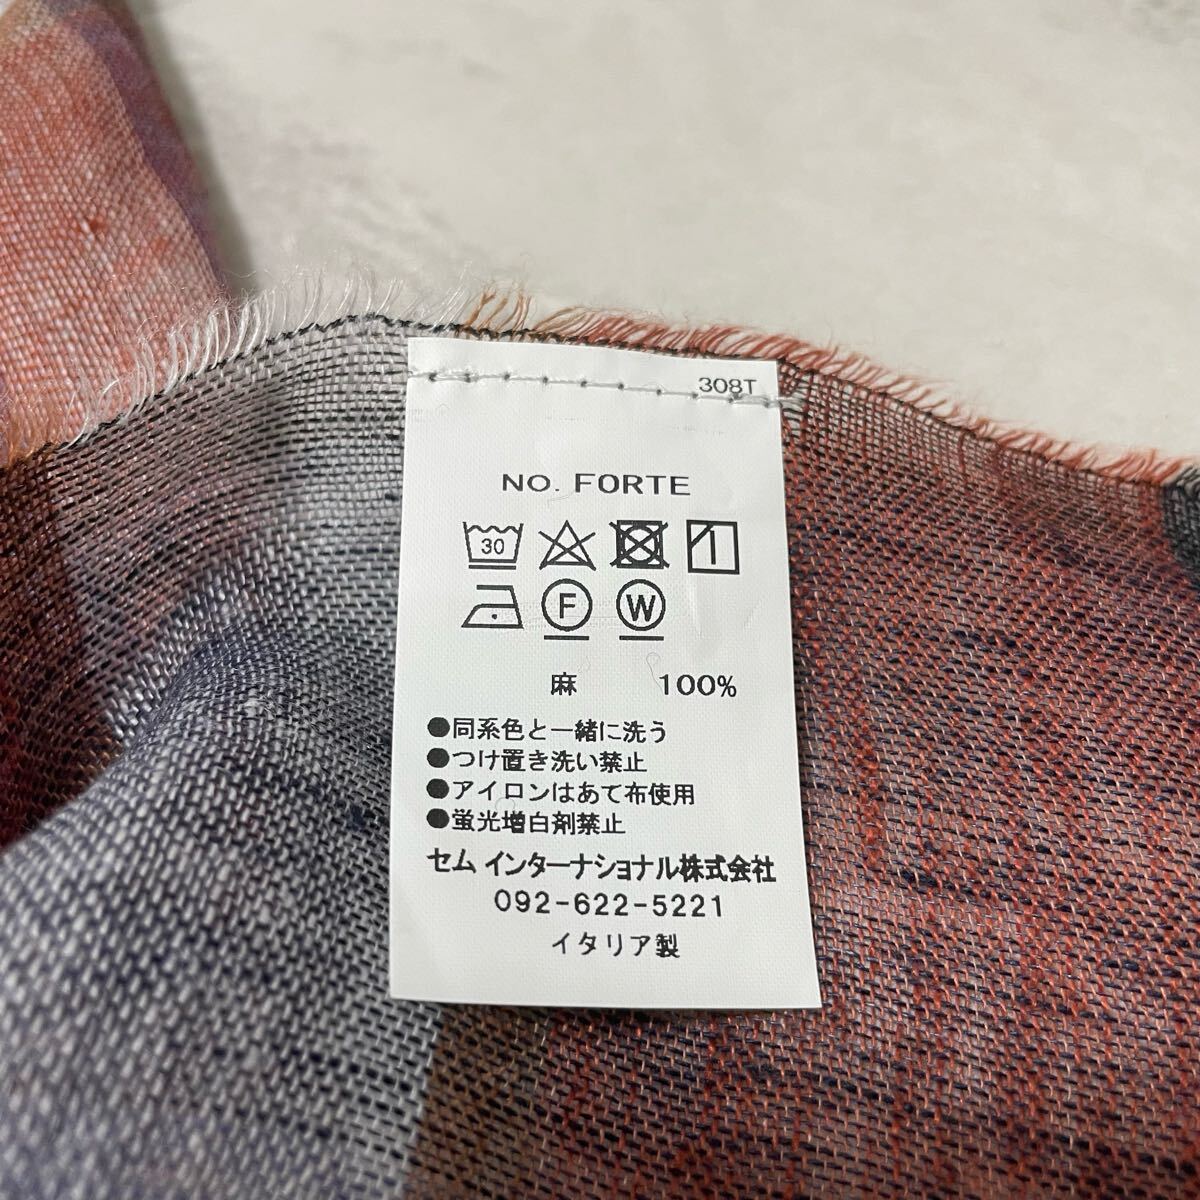 308T
NO. FORTE
30
F W
麻 100%
●同系色と一緒に洗う
●つけ置き洗い禁止
●アイロンはあて布使用
●蛍光増白剤禁止
セム インターナショナル株式会社
092-622-5221
イタリア製